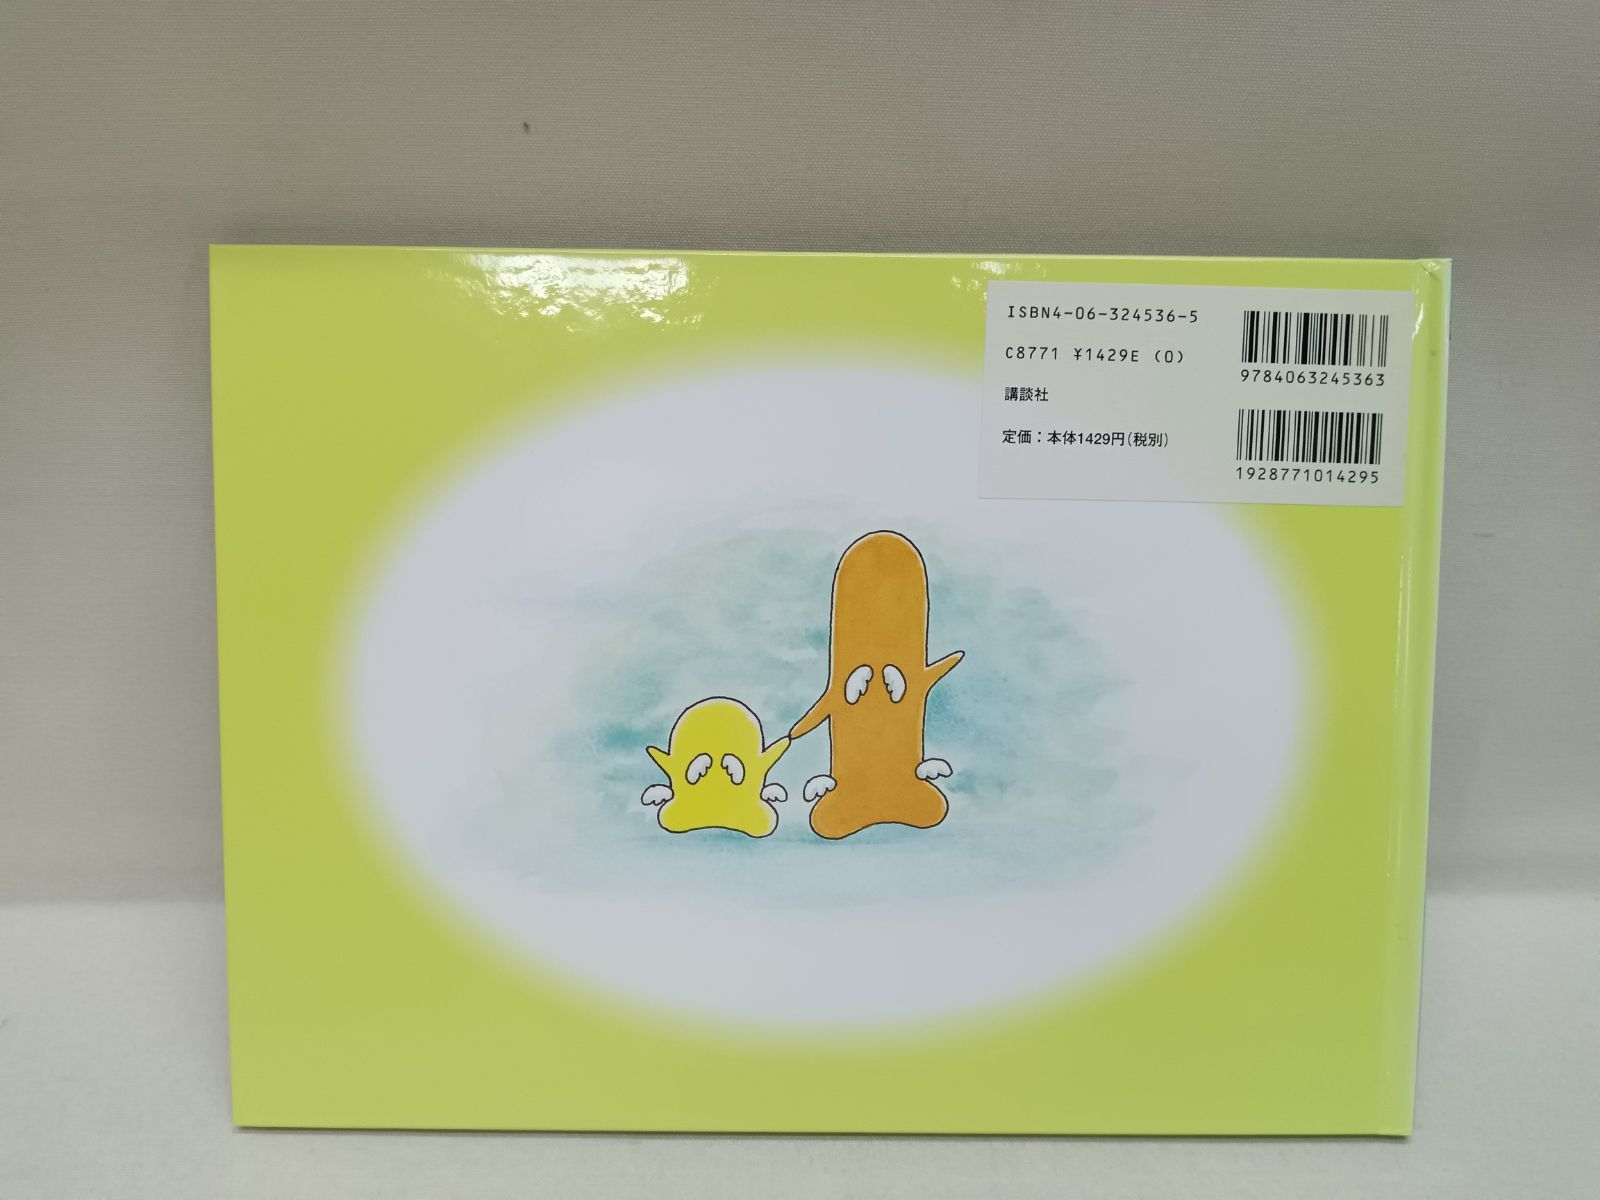 ISBN4-06-324536-5
C8771 ¥1429E (0)
講談社
定価：本体1429円(税別)
9784063245363
1928771014295